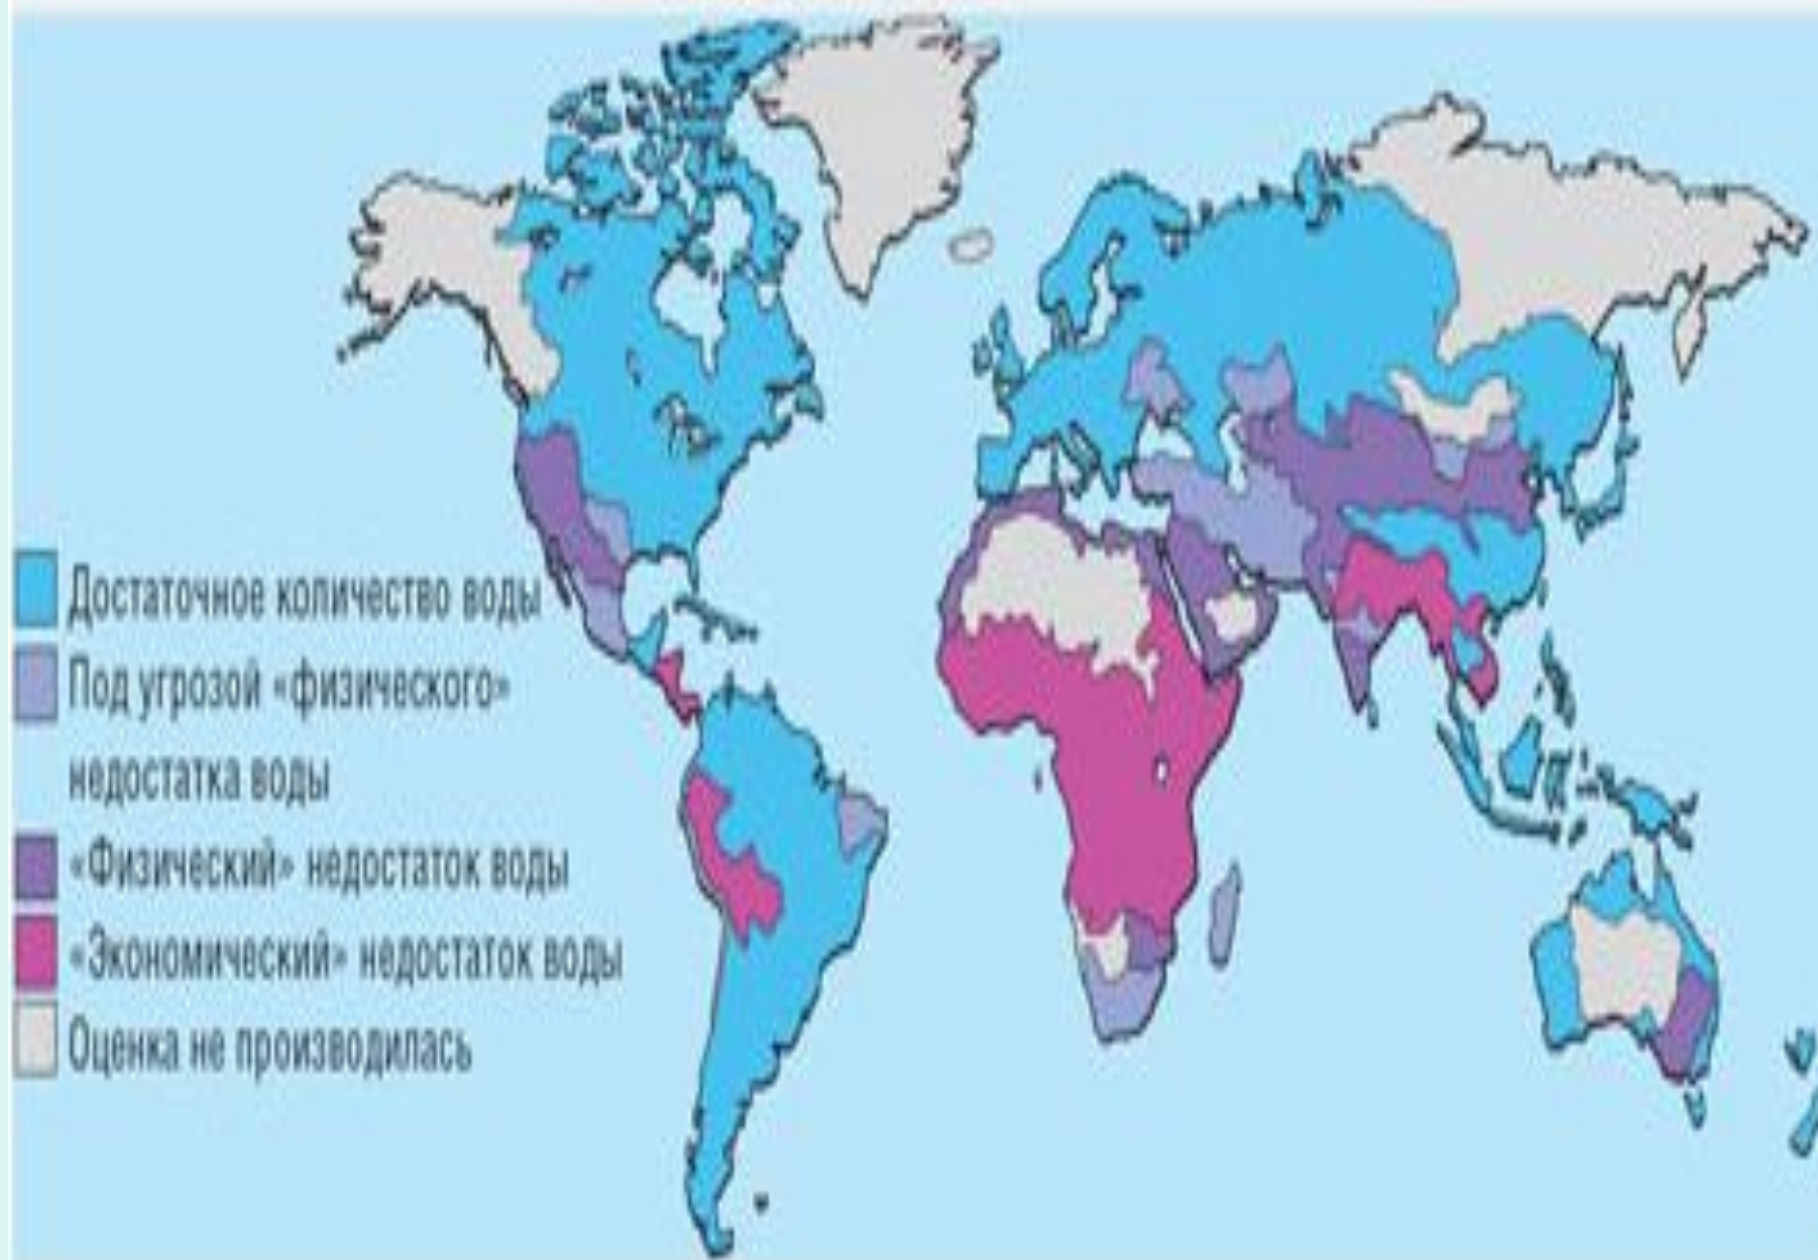 Достаточное количество воды
Под угрозой «физического»
недостатка воды
«Физический» недостаток воды
«Экономический» недостаток воды
Оценка не производилась